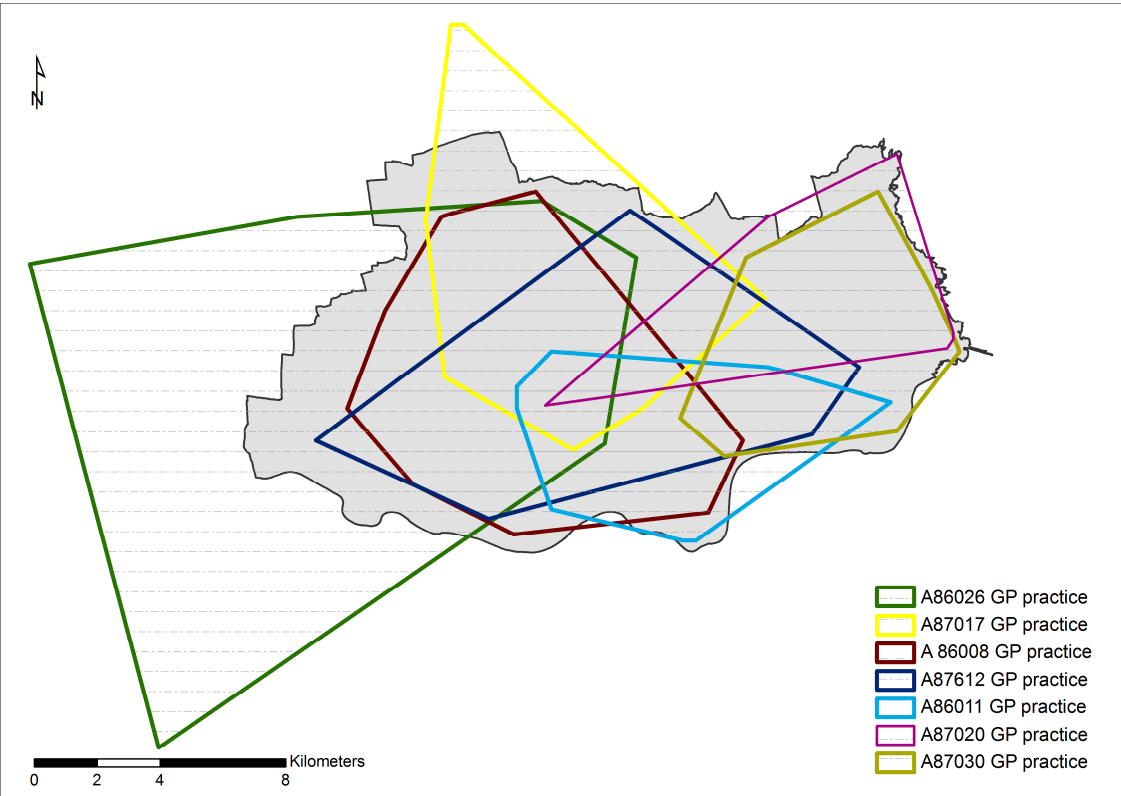 N
A86026 GP practice
A87017 GP practice
A 86008 GP practice
A87612 GP practice
A86011 GP practice
A87020 GP practice
A87030 GP practice
Kilometers
0 2 4 8